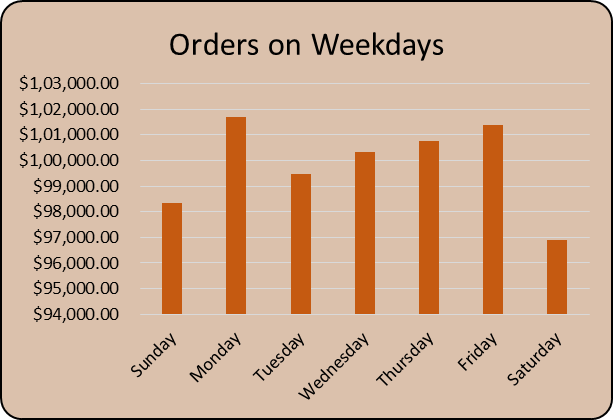 Orders on Weekdays
$1,03,000.00
$1,02,000.00
$1,01,000.00
$1,00,000.00
$99,000.00
$98,000.00
$97,000.00
$96,000.00
$95,000.00
$94,000.00
Sunday
Monday
Tuesday
Wednesday
Thursday
Friday
Saturday